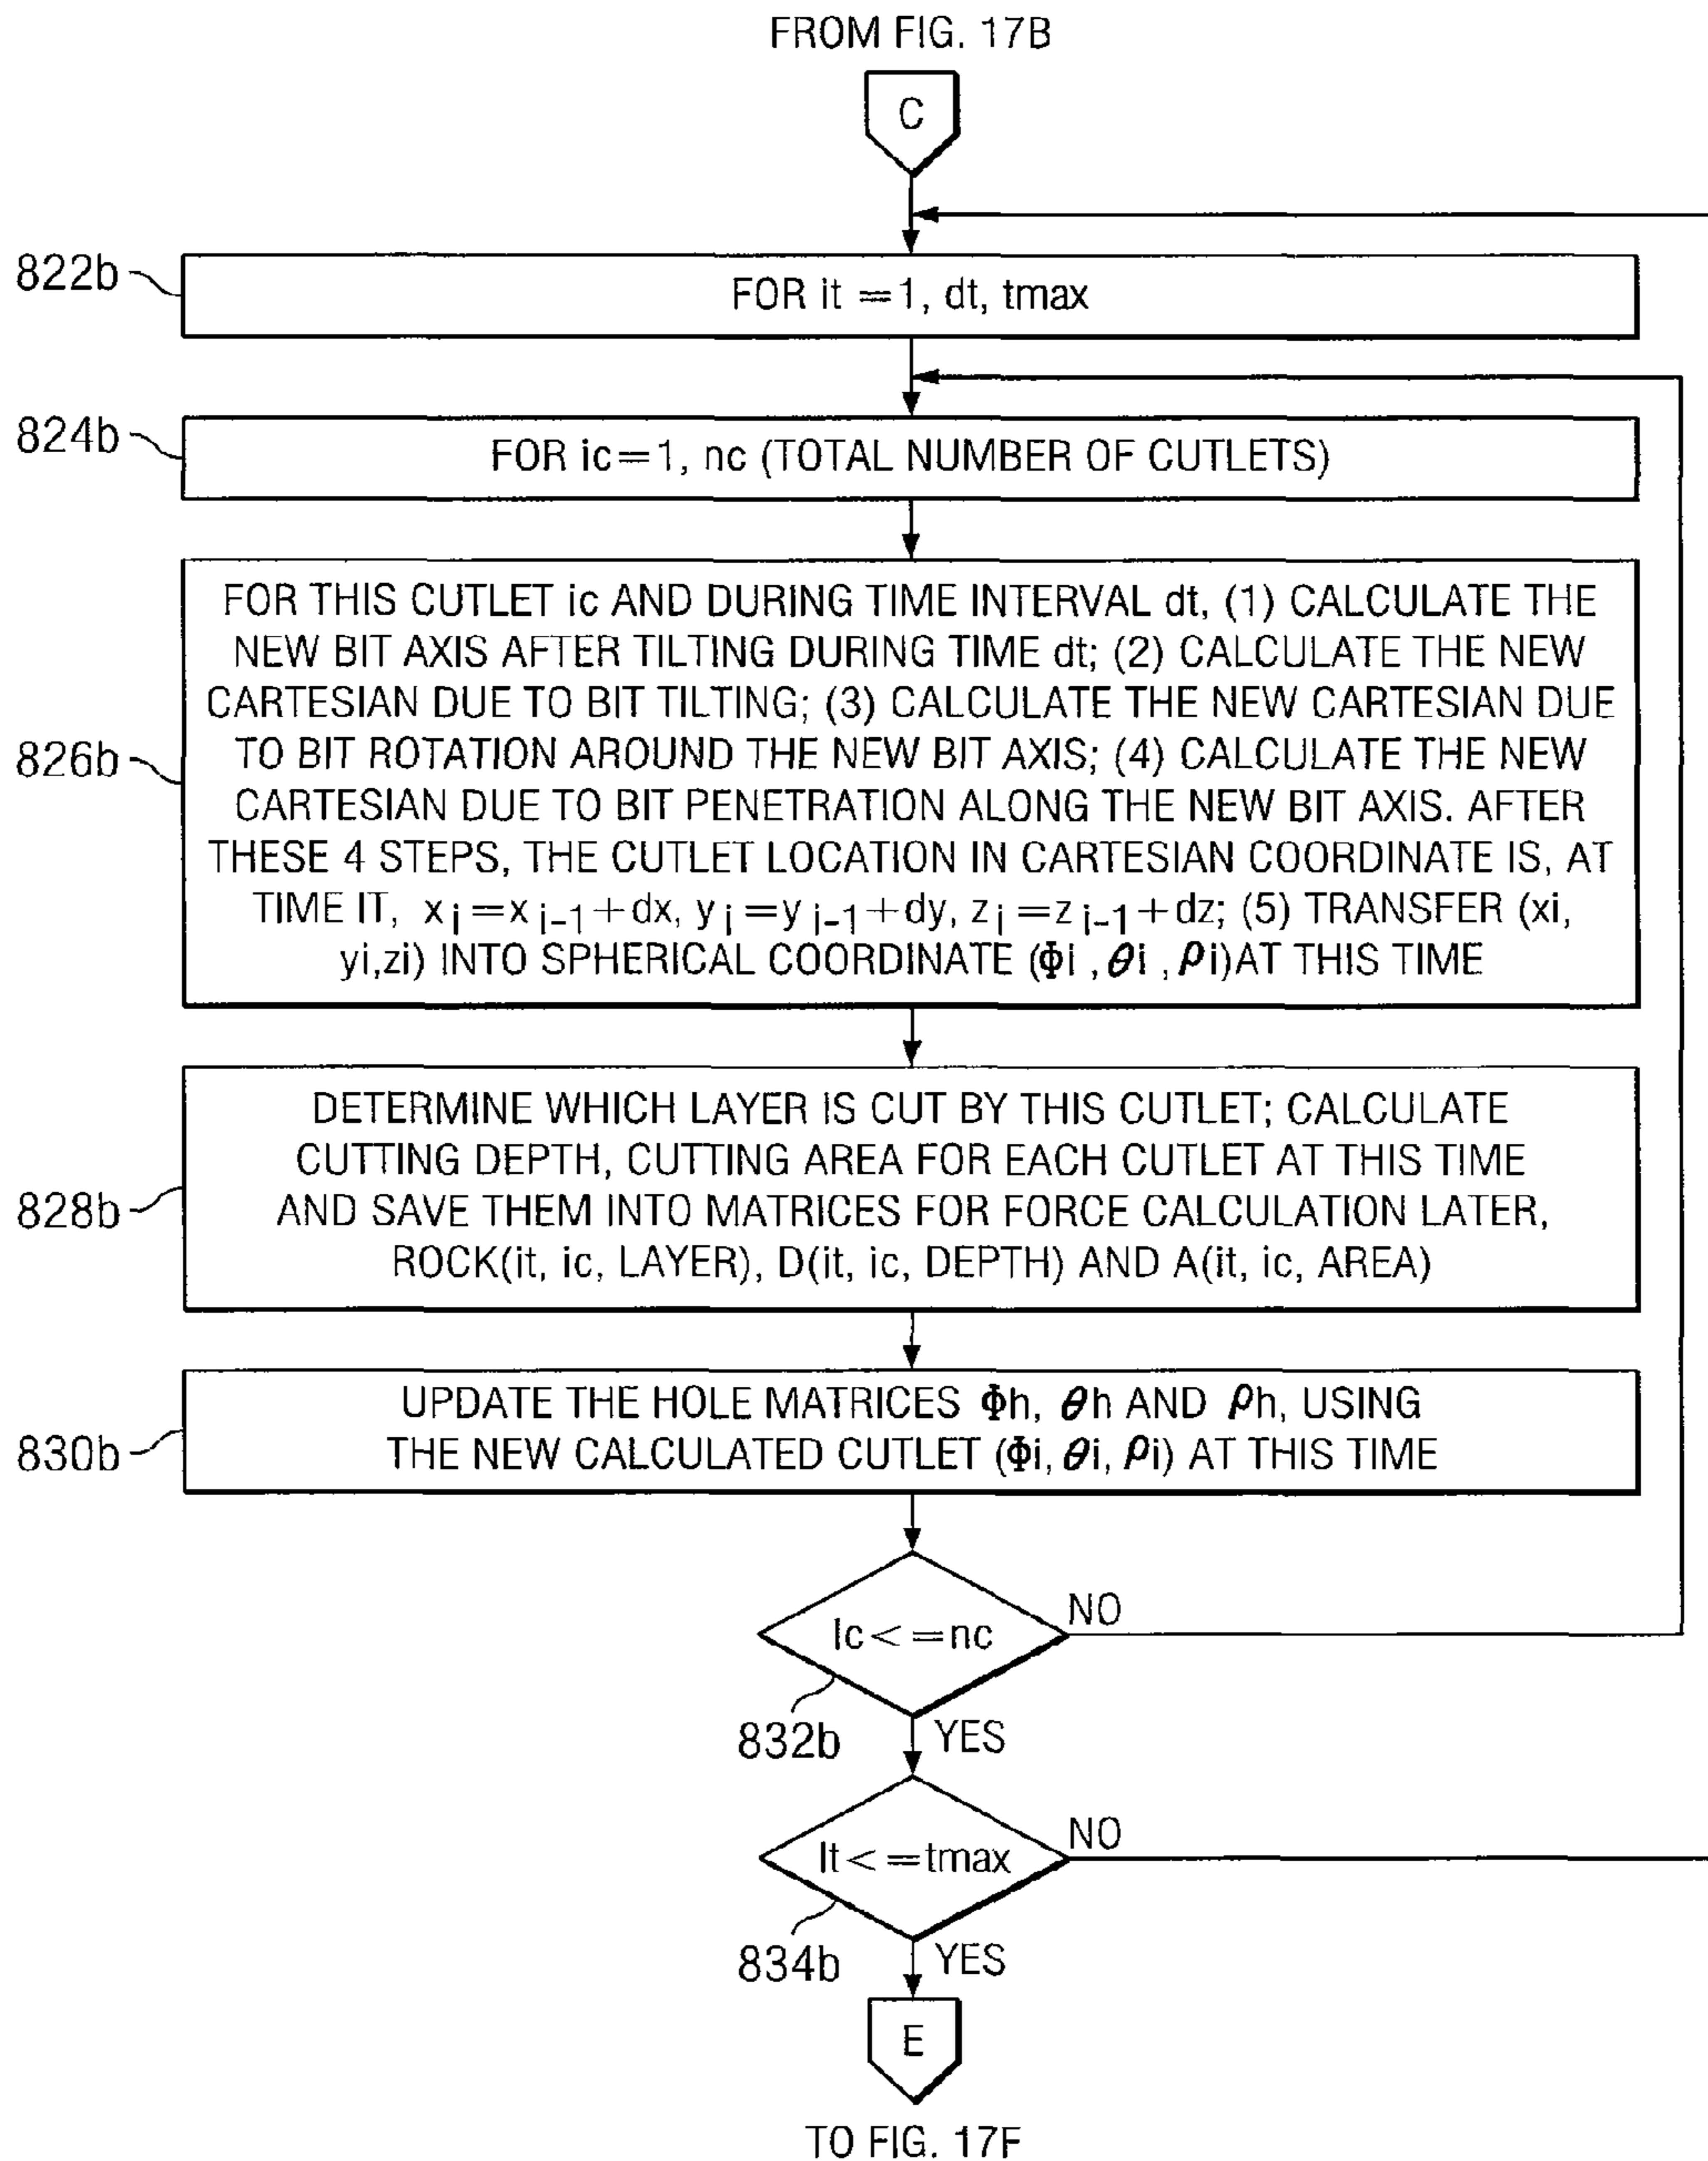 FROM FIG. 17B
C
822b
FOR it =1, dt, tmax
824b
FOR ic=1, nc (TOTAL NUMBER OF CUTLETS)
826b
FOR THIS CUTLET ic AND DURING TIME INTERVAL dt, (1) CALCULATE THE
NEW BIT AXIS AFTER TILTING DURING TIME dt; (2) CALCULATE THE NEW
CARTESIAN DUE TO BIT TILTING; (3) CALCULATE THE NEW CARTESIAN DUE
TO BIT ROTATION AROUND THE NEW BIT AXIS; (4) CALCULATE THE NEW
CARTESIAN DUE TO BIT PENETRATION ALONG THE NEW BIT AXIS. AFTER
THESE 4 STEPS, THE CUTLET LOCATION IN CARTESIAN COORDINATE IS, AT
TIME IT, x i =x i-1 +dx, y i =y i-1 +dy, z i =z i-1 +dz; (5) TRANSFER (xi,
yi,zi) INTO SPHERICAL COORDINATE (Φi ,θi ,ρi)AT THIS TIME
828b
DETERMINE WHICH LAYER IS CUT BY THIS CUTLET; CALCULATE
CUTTING DEPTH, CUTTING AREA FOR EACH CUTLET AT THIS TIME
AND SAVE THEM INTO MATRICES FOR FORCE CALCULATION LATER,
ROCK(it, ic, LAYER), D(it, ic, DEPTH) AND A(it, ic, AREA)
830b
UPDATE THE HOLE MATRICES Φh, θh AND ρh, USING
THE NEW CALCULATED CUTLET (Φi, θi, ρi) AT THIS TIME
Ic<=nc
NO
832b
YES
It<=tmax
NO
834b
YES
E
TO FIG. 17F